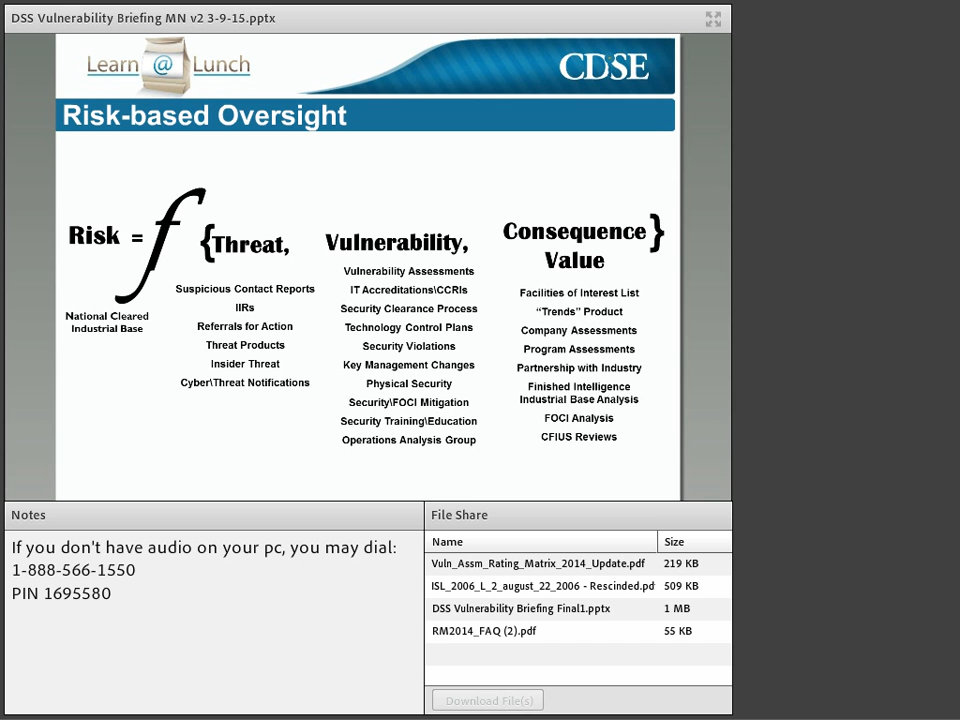 DSS Vulnerability Briefing MN v2 3-9-15.pptx
Learn @ Lunch
CDSE
Risk-based Oversight
Risk = f {Threat, Vulnerability, Consequence Value }
National Cleared
Industrial Base
Suspicious Contact Reports
IIRs
Referrals for Action
Threat Products
Insider Threat
Cyber\Threat Notifications
Vulnerability Assessments
IT Accreditations\CCRIs
Security Clearance Process
Technology Control Plans
Security Violations
Key Management Changes
Physical Security
Security\FOCI Mitigation
Security Training\Education
Operations Analysis Group
Facilities of Interest List
“Trends” Product
Company Assessments
Program Assessments
Partnership with Industry
Finished Intelligence
Industrial Base Analysis
FOCI Analysis
CFIUS Reviews
Notes
If you don't have audio on your pc, you may dial:
1-888-566-1550
PIN 1695580
File Share
Name Size
Vuln_Assm_Rating_Matrix_2014_Update.pdf 219 KB
ISL_2006_L_2_august_22_2006 - Rescinded.pd 509 KB
DSS Vulnerability Briefing Final1.pptx 1 MB
RM2014_FAQ (2).pdf 55 KB
Download File(s)